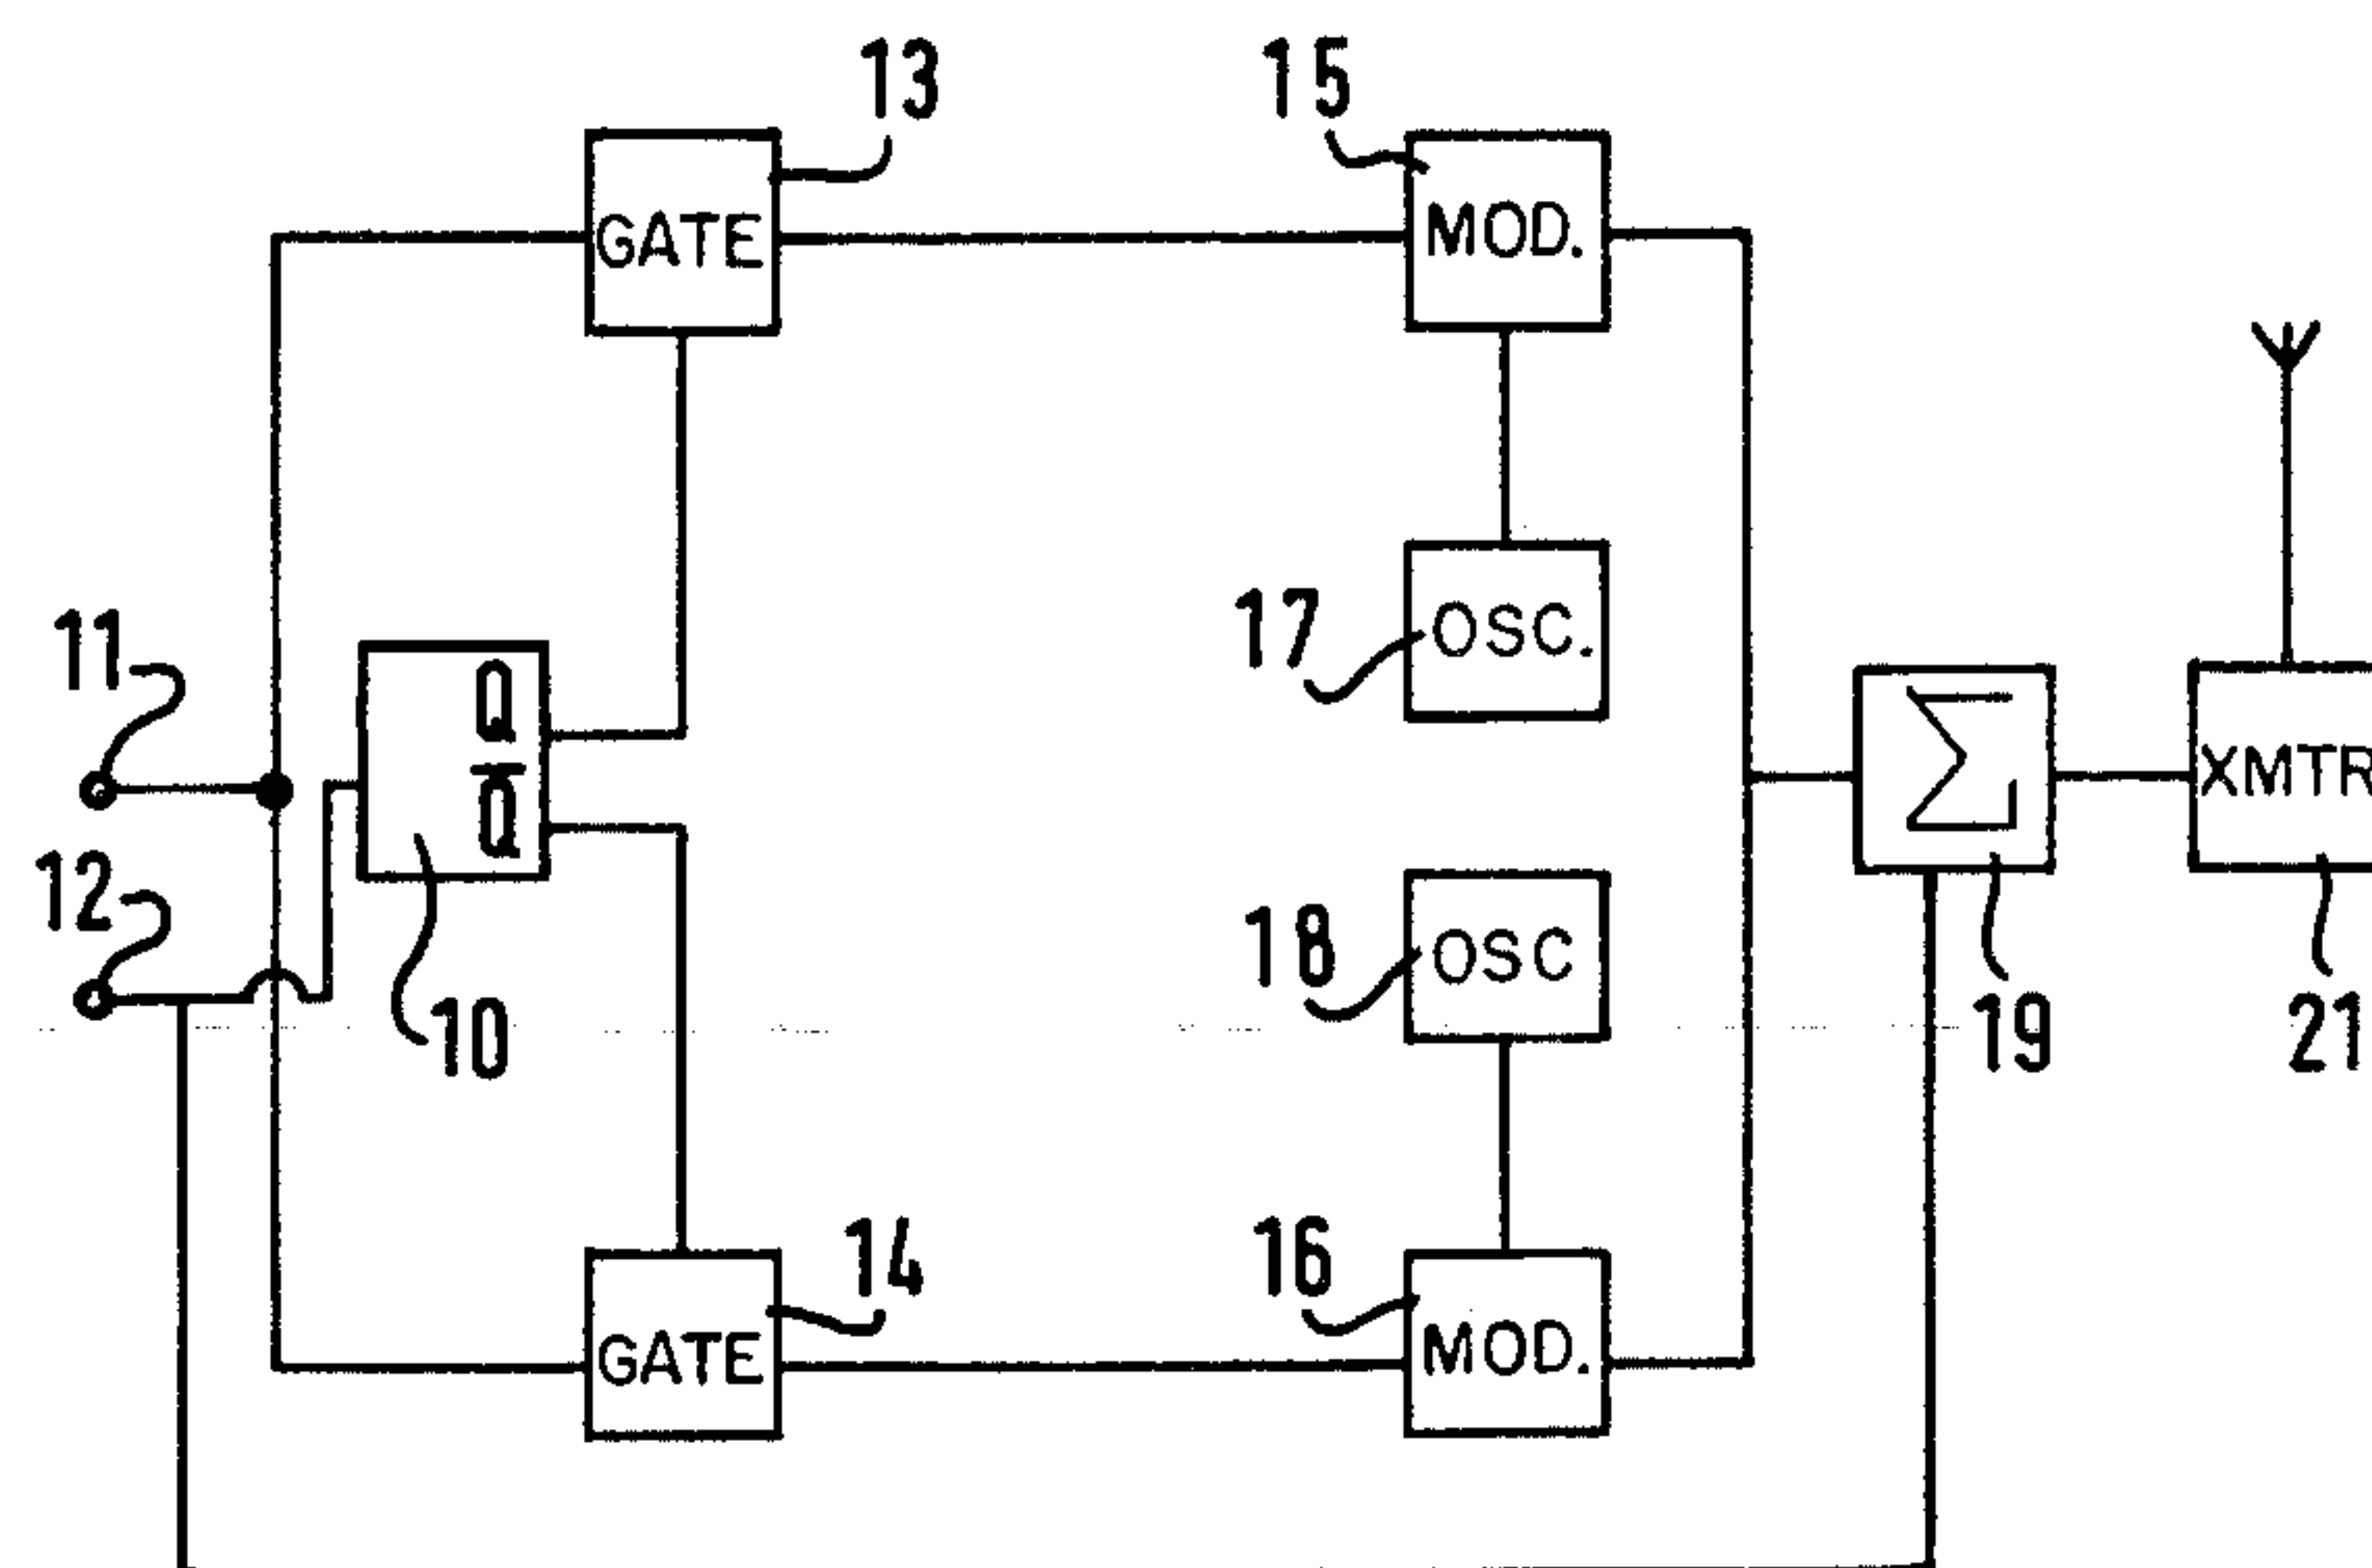 13
15
GATE
MOD.
11
17
OSC.
Q
Q̅
Σ
XMTR
12
10
18
OSC
19
21
14
16
GATE
MOD.